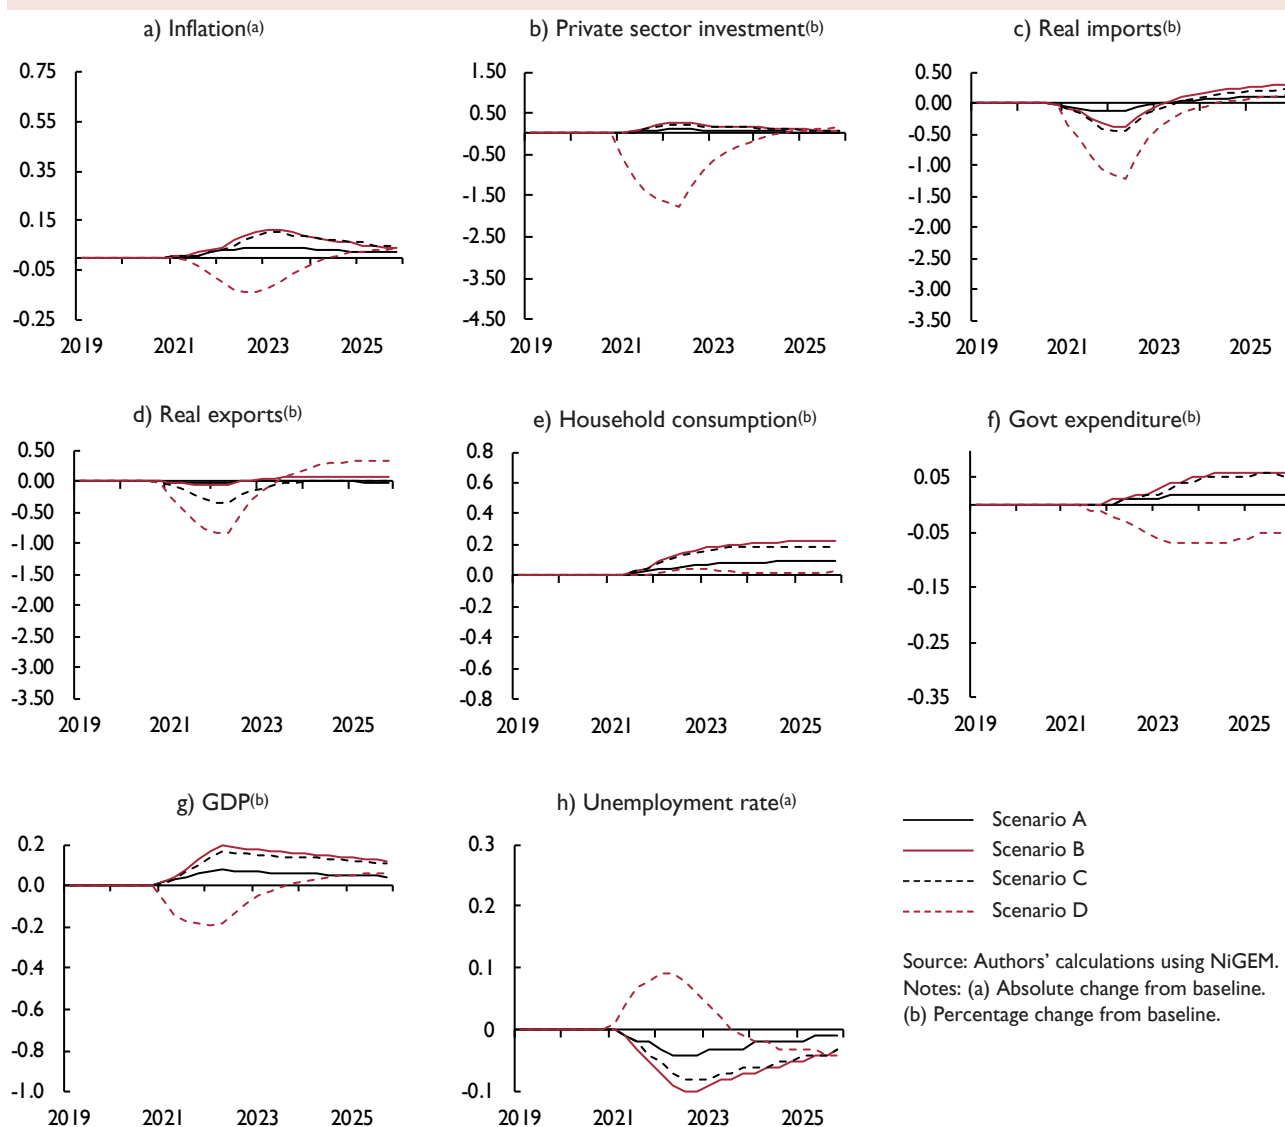 a) Inflation(a)
0.75
0.55
0.35
0.15
-0.05
-0.25
2019 2021 2023 2025
b) Private sector investment(b)
1.50
0.50
-0.50
-1.50
-2.50
-3.50
-4.50
2019 2021 2023 2025
c) Real imports(b)
0.50
0.00
-0.50
-1.00
-1.50
-2.00
-2.50
-3.00
-3.50
2019 2021 2023 2025
d) Real exports(b)
0.50
0.00
-0.50
-1.00
-1.50
-2.00
-2.50
-3.00
-3.50
2019 2021 2023 2025
e) Household consumption(b)
0.8
0.6
0.4
0.2
0.0
-0.2
-0.4
-0.6
-0.8
2019 2021 2023 2025
f) Govt expenditure(b)
0.05
-0.05
-0.15
-0.25
-0.35
2019 2021 2023 2025
g) GDP(b)
0.2
0.0
-0.2
-0.4
-0.6
-0.8
-1.0
2019 2021 2023 2025
h) Unemployment rate(a)
0.3
0.2
0.1
0
-0.1
2019 2021 2023 2025
Scenario A
Scenario B
Scenario C
Scenario D
Source: Authors' calculations using NiGEM.
Notes: (a) Absolute change from baseline.
(b) Percentage change from baseline.